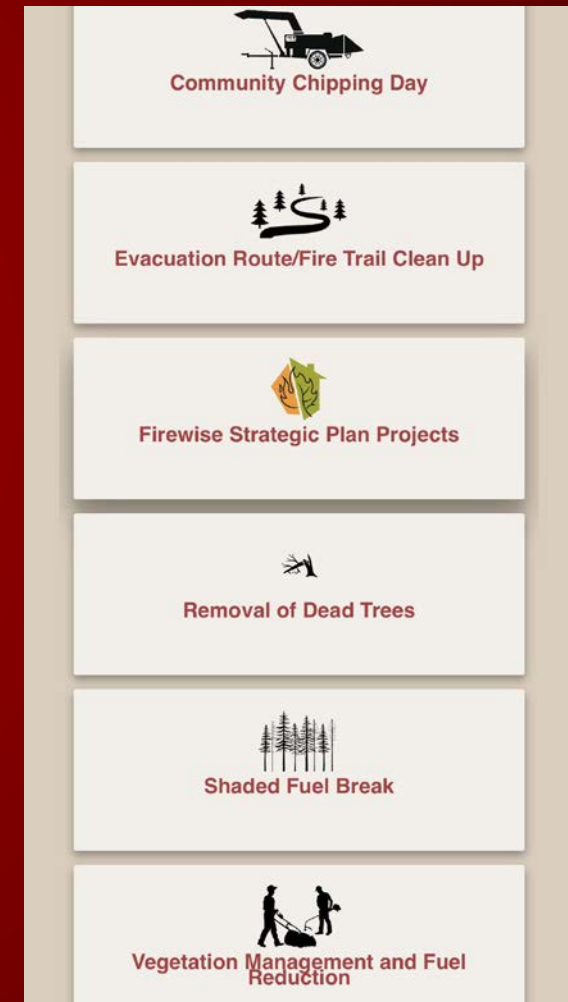 Community Chipping Day
Evacuation Route/Fire Trail Clean Up
Firewise Strategic Plan Projects
Removal of Dead Trees
Shaded Fuel Break
Vegetation Management and Fuel
Reduction